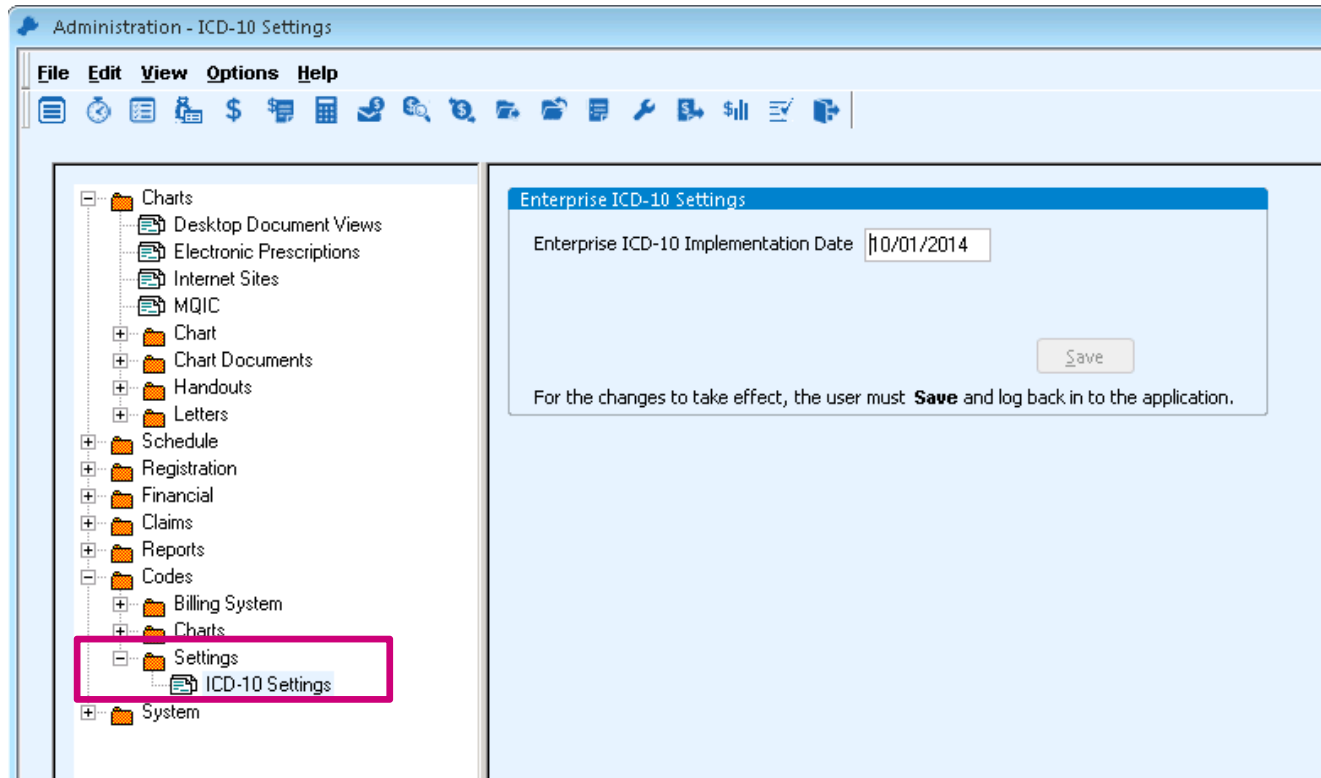 Administration - ICD-10 Settings
File Edit View Options Help
Charts
Desktop Document Views
Electronic Prescriptions
Internet Sites
MQIC
Chart
Chart Documents
Handouts
Letters
Schedule
Registration
Financial
Claims
Reports
Codes
Billing System
Charts
Settings
ICD-10 Settings
System
Enterprise ICD-10 Settings
Enterprise ICD-10 Implementation Date 10/01/2014
Save
For the changes to take effect, the user must Save and log back in to the application.